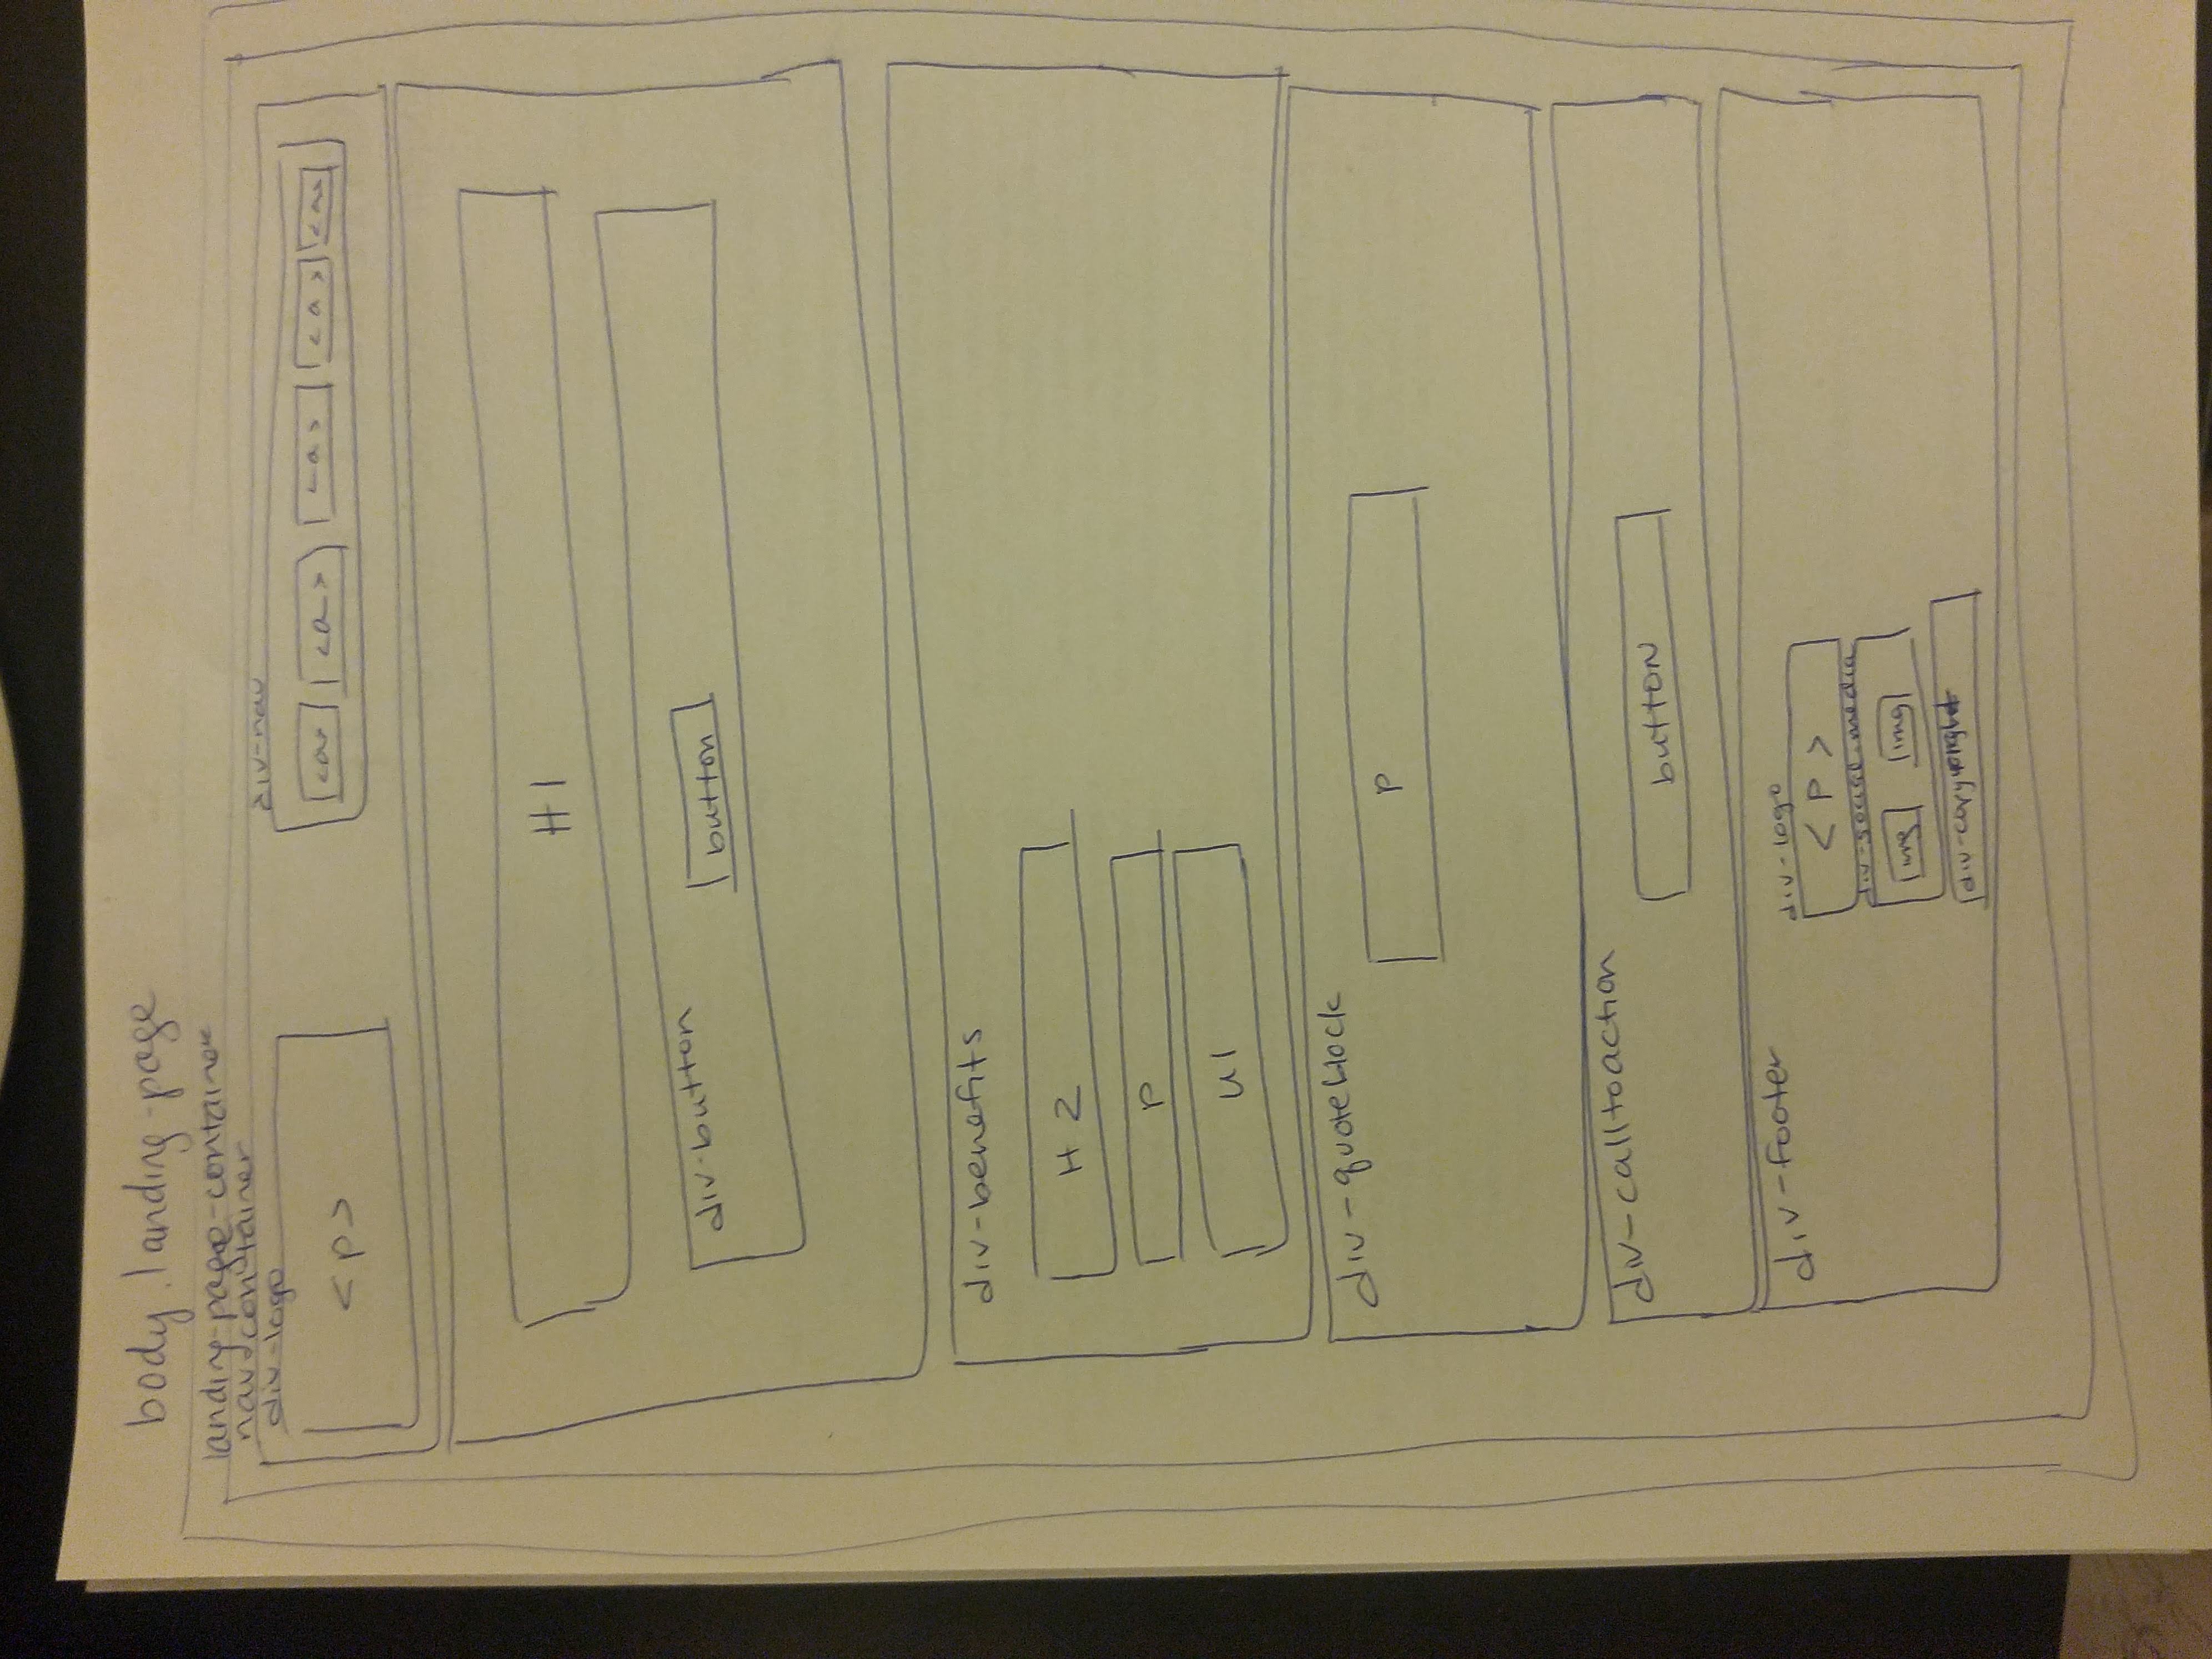 body.landing-page
landing-page-container
nav-container
div-logo
div-nav
<p>
<a> <a> <a> <a> <a>
H1
div-button
button
div-benefits
H2
P
ul
div-quoteblock
P
div-calltoaction
button
div-footer
div-logo
<P>
div-social-media
img img
div-copyright